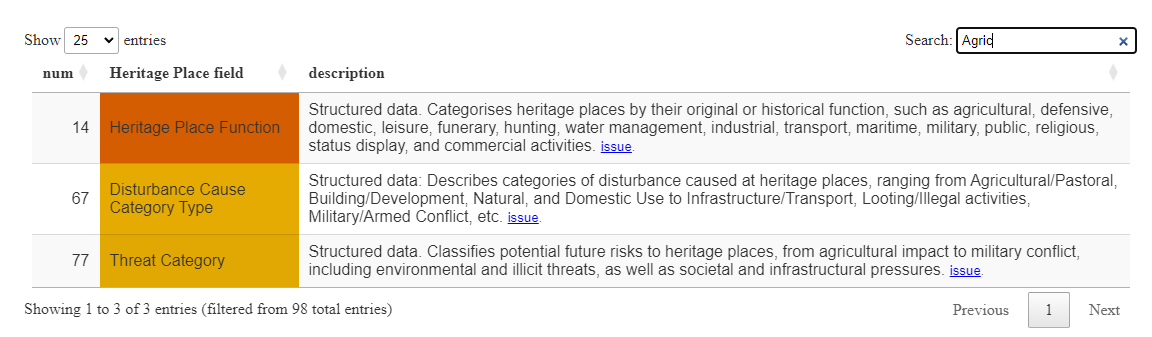 Show 25 entries Search: Agric ×
num Heritage Place field description
14 Heritage Place Function Structured data. Categorises heritage places by their original or historical function, such as agricultural, defensive,
domestic, leisure, funerary, hunting, water management, industrial, transport, maritime, military, public, religious,
status display, and commercial activities. issue.
67 Disturbance Cause
Category Type
Structured data: Describes categories of disturbance caused at heritage places, ranging from Agricultural/Pastoral,
Building/Development, Natural, and Domestic Use to Infrastructure/Transport, Looting/Illegal activities,
Military/Armed Conflict, etc. issue.
77 Threat Category Structured data. Classifies potential future risks to heritage places, from agricultural impact to military conflict,
including environmental and illicit threats, as well as societal and infrastructural pressures. issue.
Showing 1 to 3 of 3 entries (filtered from 98 total entries) Previous 1 Next